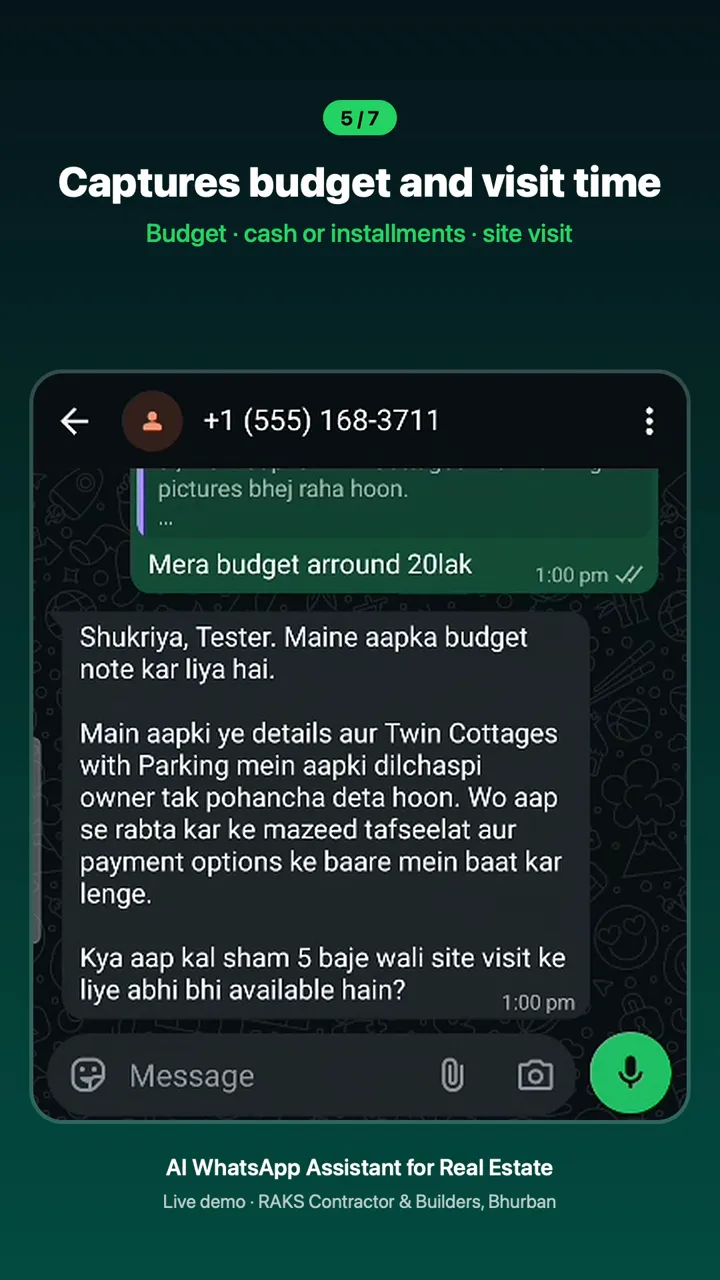 5/7
Captures budget and visit time
Budget · cash or installments · site visit
+1 (555) 168-3711
pictures bhej raha hoon.
...
Mera budget arround 20lak
1:00 pm
Shukriya, Tester. Maine aapka budget
note kar liya hai.
Main aapki ye details aur Twin Cottages
with Parking mein aapki dilchaspi
owner tak pohancha deta hoon. Wo aap
se rabta kar ke mazeed tafseelat aur
payment options ke baare mein baat kar
lenge.
Kya aap kal sham 5 baje wali site visit ke
liye abhi bhi available hain?
1:00 pm
Message
AI WhatsApp Assistant for Real Estate
Live demo · RAKS Contractor & Builders, Bhurban